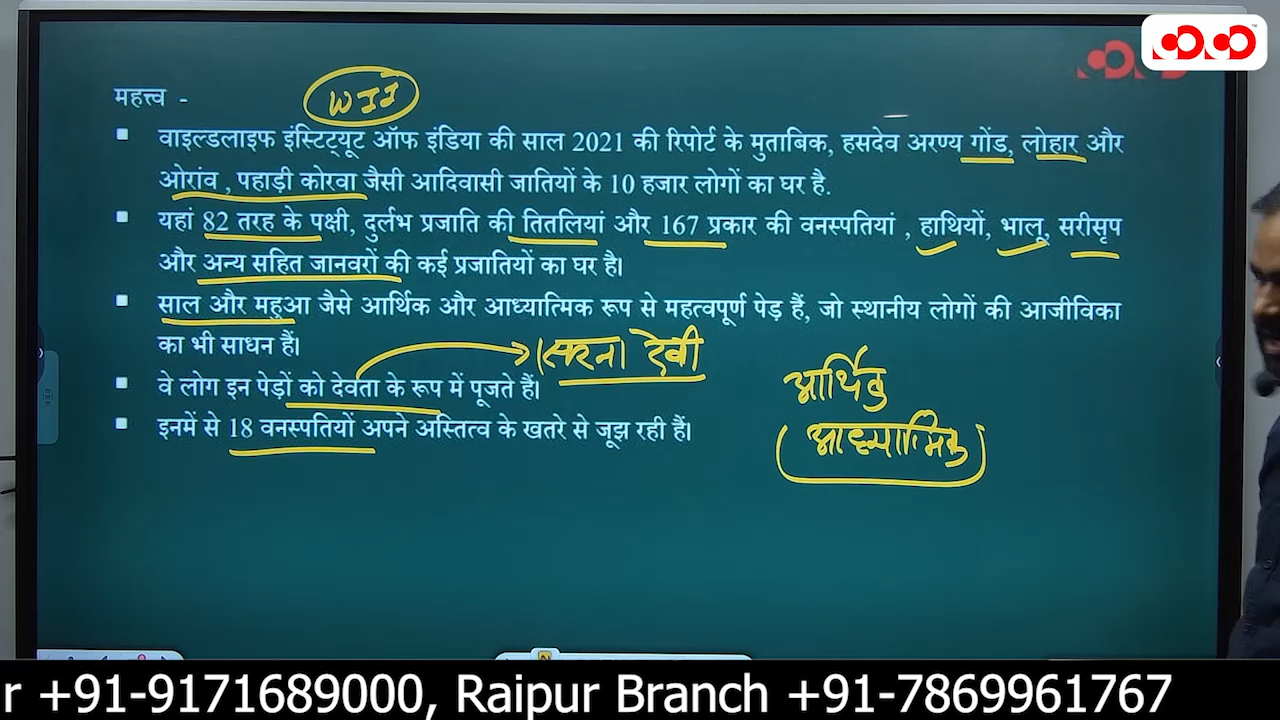 महत्त्व -
WII
▪ वाइल्डलाइफ इंस्टिट्यूट ऑफ इंडिया की साल 2021 की रिपोर्ट के मुताबिक, हसदेव अरण्य गोंड, लोहार और
ओरांव , पहाड़ी कोरवा जैसी आदिवासी जातियों के 10 हजार लोगों का घर है.
▪ यहां 82 तरह के पक्षी, दुर्लभ प्रजाति की तितलियां और 167 प्रकार की वनस्पतियां , हाथियों, भालू, सरीसृप
और अन्य सहित जानवरों की कई प्रजातियों का घर है।
▪ साल और महुआ जैसे आर्थिक और आध्यात्मिक रूप से महत्वपूर्ण पेड़ हैं, जो स्थानीय लोगों की आजीविका
का भी साधन हैं।
सरना देवी
▪ वे लोग इन पेड़ों को देवता के रूप में पूजते हैं।
आर्थिक
▪ इनमें से 18 वनस्पतियों अपने अस्तित्व के खतरे से जूझ रही हैं।
आध्यात्मिक
r +91-9171689000, Raipur Branch +91-7869961767